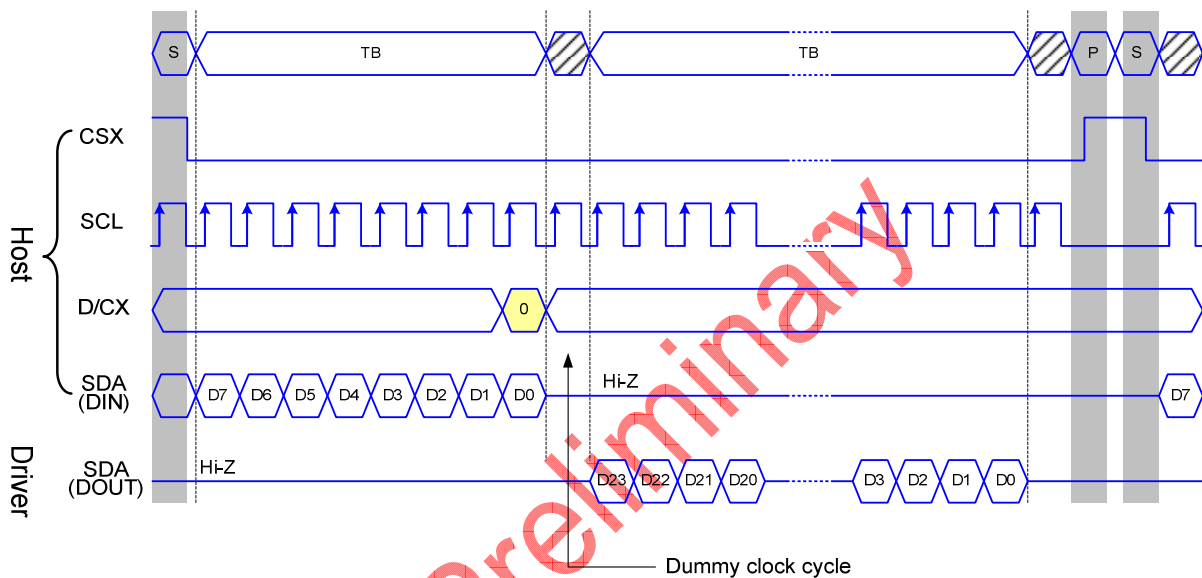 S TB TB P S
CSX
SCL
D/CX 0
Host
SDA
(DIN) D7 D6 D5 D4 D3 D2 D1 D0 Hi-Z D7
Driver
SDA
(DOUT) Hi-Z D23 D22 D21 D20 D3 D2 D1 D0
Dummy clock cycle
Preliminary